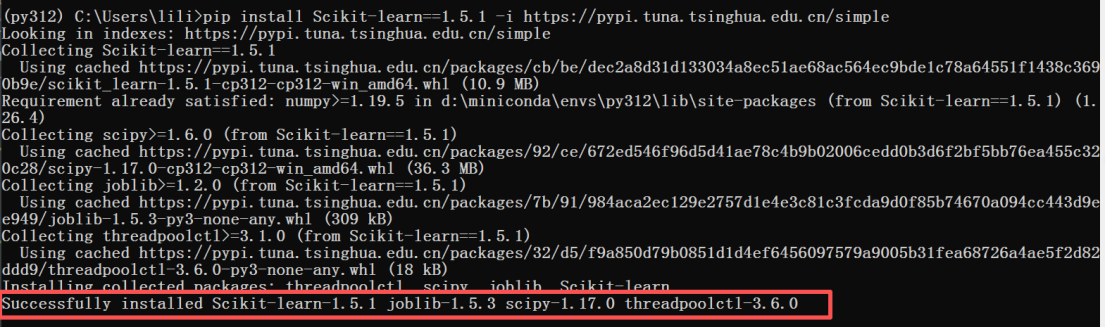 (py312) C:\Users\lili>pip install Scikit-learn==1.5.1 -i https://pypi.tuna.tsinghua.edu.cn/simple
Looking in indexes: https://pypi.tuna.tsinghua.edu.cn/simple
Collecting Scikit-learn==1.5.1
  Using cached https://pypi.tuna.tsinghua.edu.cn/packages/cb/be/dec2a8d31d133034a8ec51ae68ac564ec9bde1c78a64551f1438c369
0b9e/scikit_learn-1.5.1-cp312-cp312-win_amd64.whl (10.9 MB)
Requirement already satisfied: numpy>=1.19.5 in d:\miniconda\envs\py312\lib\site-packages (from Scikit-learn==1.5.1) (1.
26.4)
Collecting scipy>=1.6.0 (from Scikit-learn==1.5.1)
  Using cached https://pypi.tuna.tsinghua.edu.cn/packages/92/ce/672ed546f96d5d41ae78c4b9b02006cedd0b3d6f2bf5bb76ea455c32
0c28/scipy-1.17.0-cp312-cp312-win_amd64.whl (36.3 MB)
Collecting joblib>=1.2.0 (from Scikit-learn==1.5.1)
  Using cached https://pypi.tuna.tsinghua.edu.cn/packages/7b/91/984aca2ec129e2757d1e4e3c81c3fcda9d0f85b74670a094cc443d9e
e949/joblib-1.5.3-py3-none-any.whl (309 kB)
Collecting threadpoolctl>=3.1.0 (from Scikit-learn==1.5.1)
  Using cached https://pypi.tuna.tsinghua.edu.cn/packages/32/d5/f9a850d79b0851d1d4ef6456097579a9005b31fea68726a4ae5f2d82
ddd9/threadpoolctl-3.6.0-py3-none-any.whl (18 kB)
Installing collected packages: threadpoolctl, scipy, joblib, Scikit-learn
Successfully installed Scikit-learn-1.5.1 joblib-1.5.3 scipy-1.17.0 threadpoolctl-3.6.0